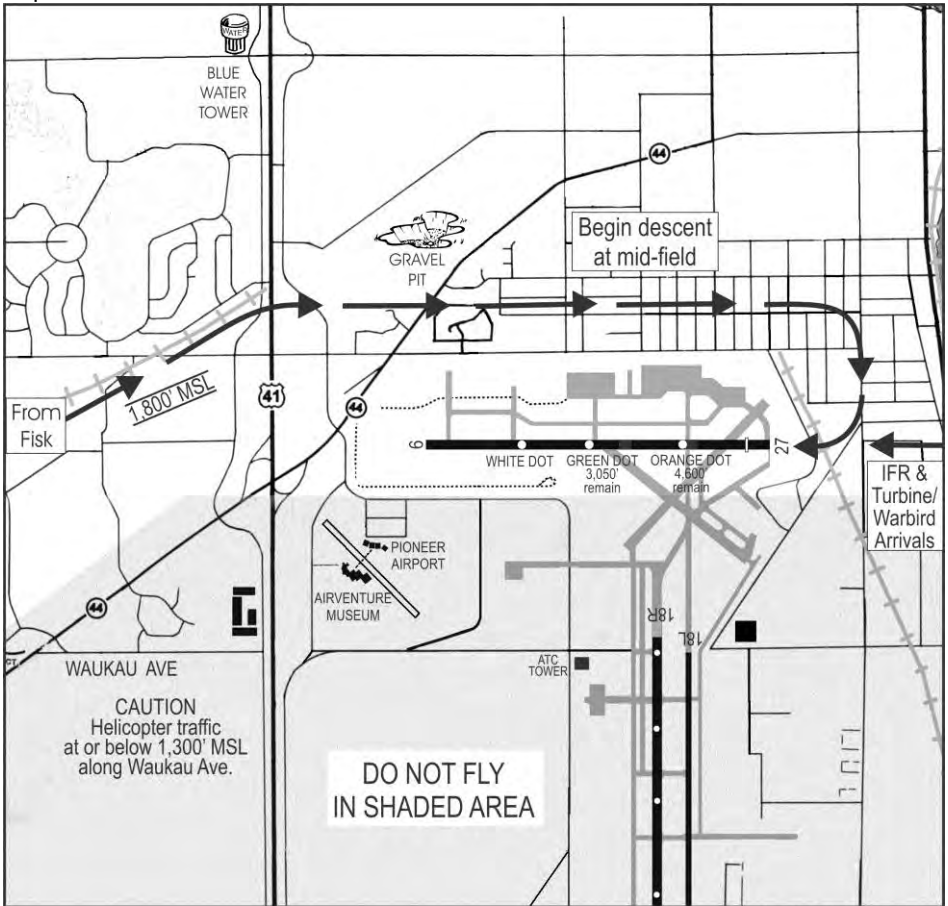 WATER
BLUE
WATER
TOWER
44
GRAVEL
PIT
Begin descent
at mid-field
From
Fisk
1,800' MSL
41
44
6
27
WHITE DOT
GREEN DOT
3,050'
remain
ORANGE DOT
4,600'
remain
IFR &
Turbine/
Warbird
Arrivals
PIONEER
AIRPORT
AIRVENTURE
MUSEUM
44
18R
18L
WAUKAU AVE
ATC
TOWER
CAUTION
Helicopter traffic
at or below 1,300' MSL
along Waukau Ave.
DO NOT FLY
IN SHADED AREA